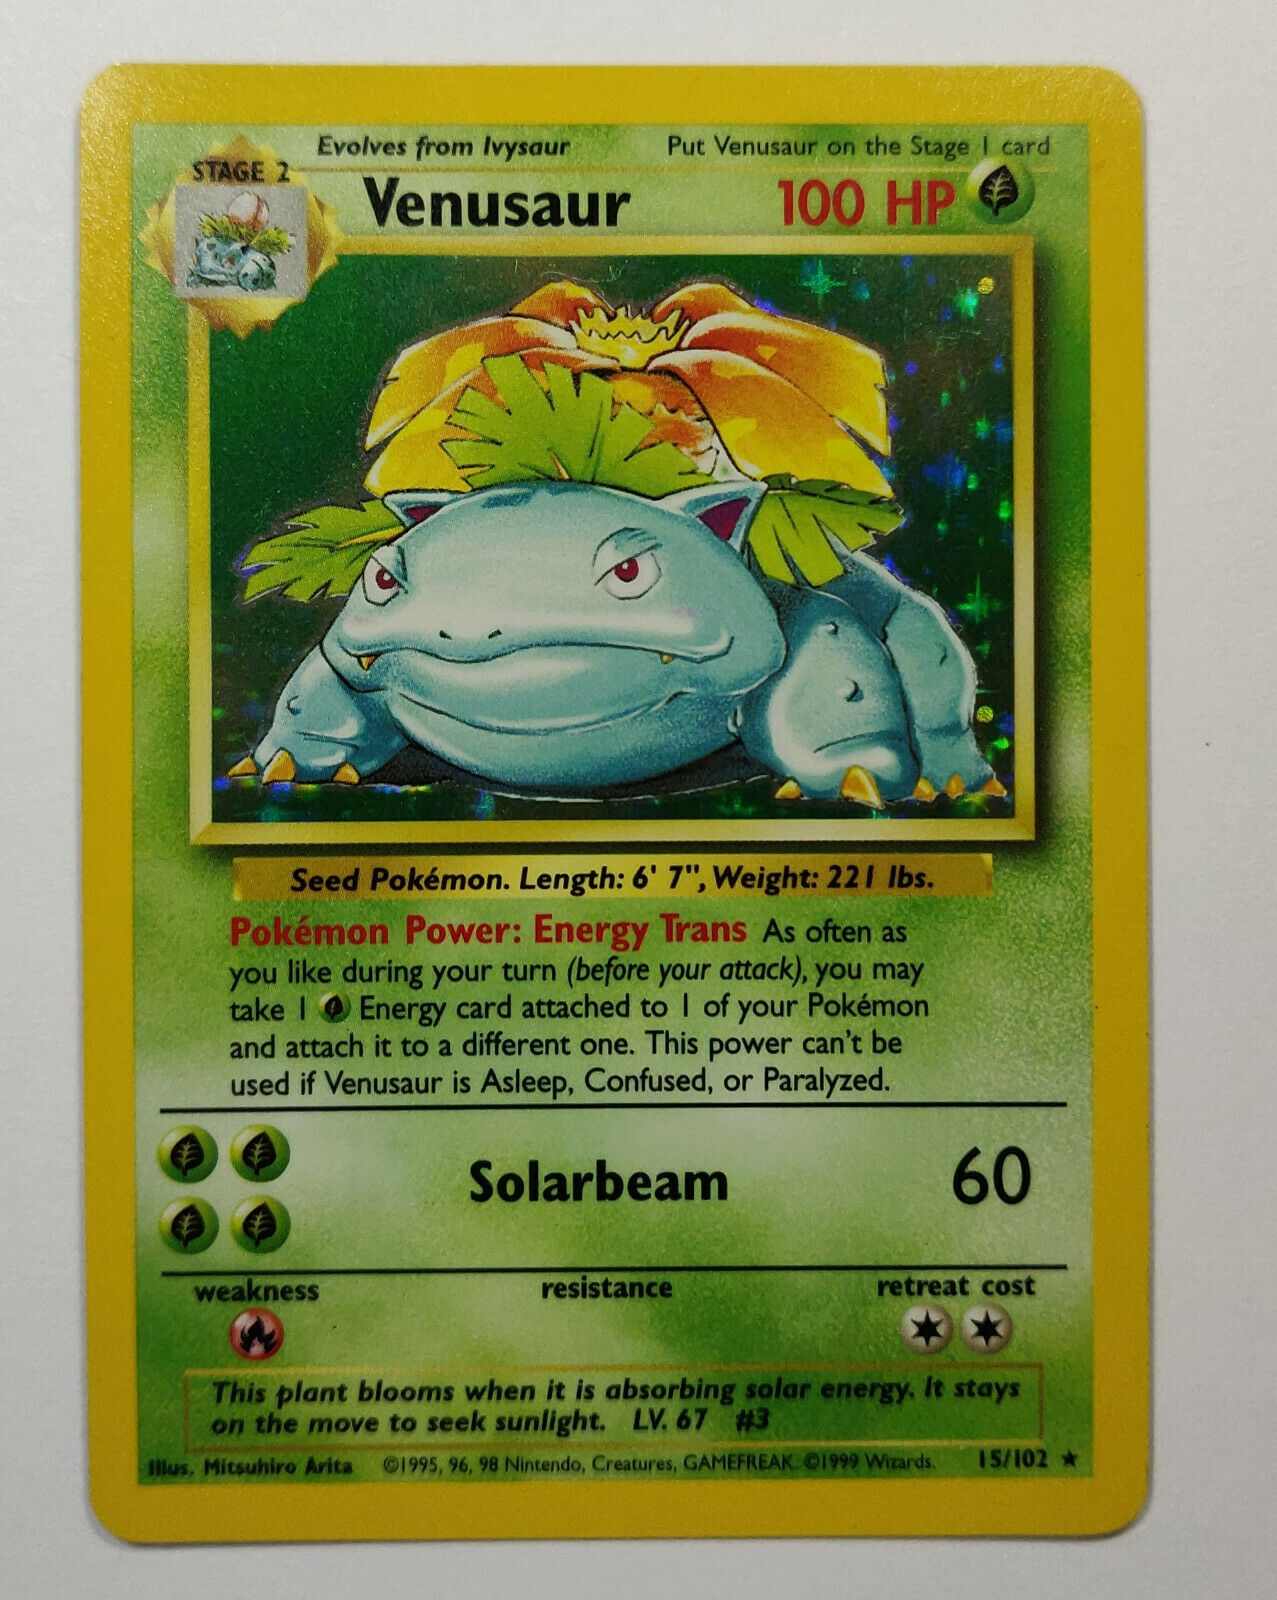 Evolves from Ivysaur Put Venusaur on the Stage 1 card
STAGE 2
Venusaur 100 HP
Seed Pokémon. Length: 6' 7", Weight: 221 lbs.
Pokémon Power: Energy Trans As often as
you like during your turn (before your attack), you may
take 1 Energy card attached to 1 of your Pokémon
and attach it to a different one. This power can't be
used if Venusaur is Asleep, Confused, or Paralyzed.
Solarbeam 60
weakness resistance retreat cost
This plant blooms when it is absorbing solar energy. It stays
on the move to seek sunlight. LV. 67 #3
Illus. Mitsuhiro Arita ©1995, 96, 98 Nintendo, Creatures, GAMEFREAK. ©1999 Wizards. 15/102 ★